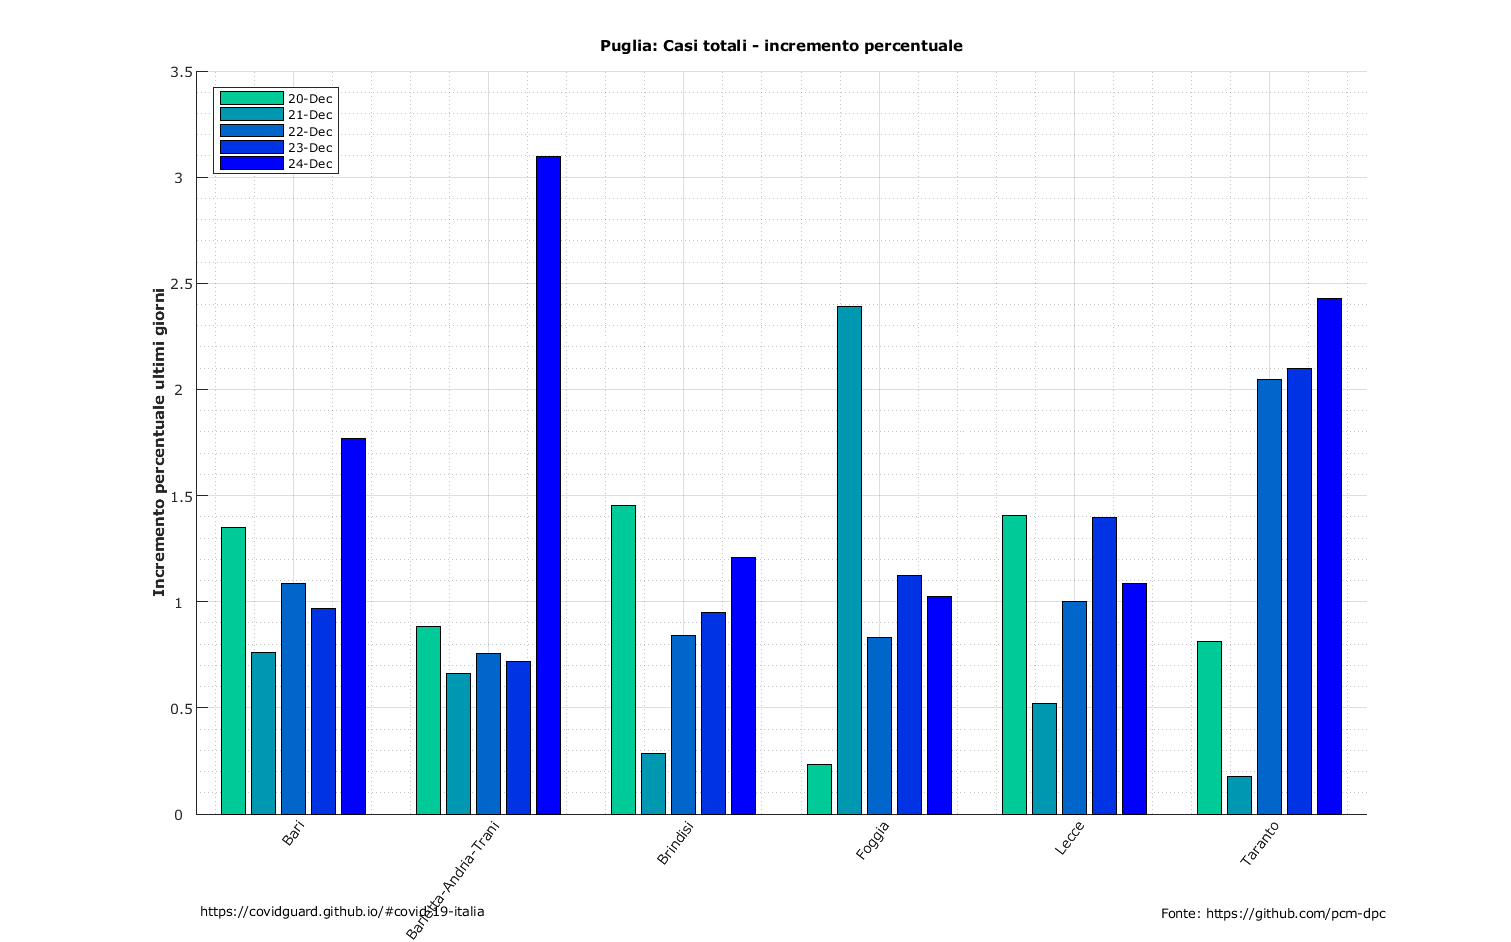 Puglia: Casi totali - incremento percentuale
3.5
3
2.5
2
1.5
1
0.5
0
Incremento percentuale ultimi giorni
20-Dec
21-Dec
22-Dec
23-Dec
24-Dec
Bari
Barletta-Andria-Trani
Brindisi
Foggia
Lecce
Taranto
https://covidguard.github.io/#covid-19-italia
Fonte: https://github.com/pcm-dpc